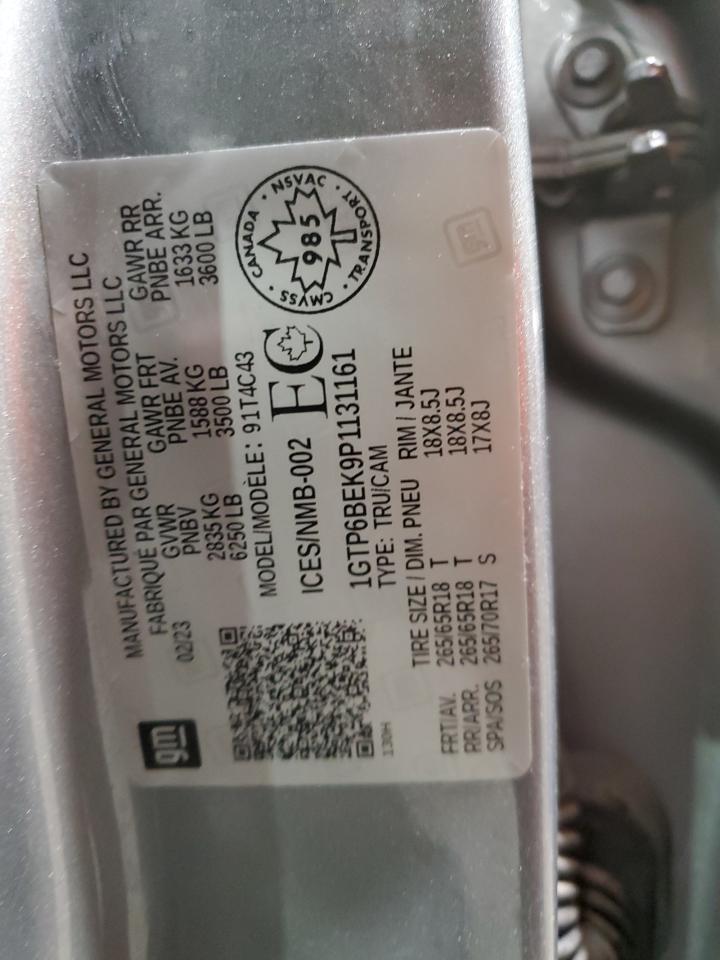 gm
MANUFACTURED BY GENERAL MOTORS LLC
FABRIQUÉ PAR GENERAL MOTORS LLC
02/23
GVWR GAWR FRT GAWR RR
PNBV PNBE AV. PNBE ARR.
2835 KG 1588 KG 1633 KG
6250 LB 3500 LB 3600 LB
MODEL/MODÈLE: 91T4C43
ICES/NMB-002 EC
CANADA · NSVAC · TRANSPORT · CMVSS ·
985
1GTP6BEK9P1131161
TYPE: TRU/CAM
TIRE SIZE / DIM. PNEU RIM / JANTE
FRT/AV. 265/65R18 T 18X8.5J
RR/ARR. 265/65R18 T 18X8.5J
SPA/SOS 265/70R17 S 17X8J
gm